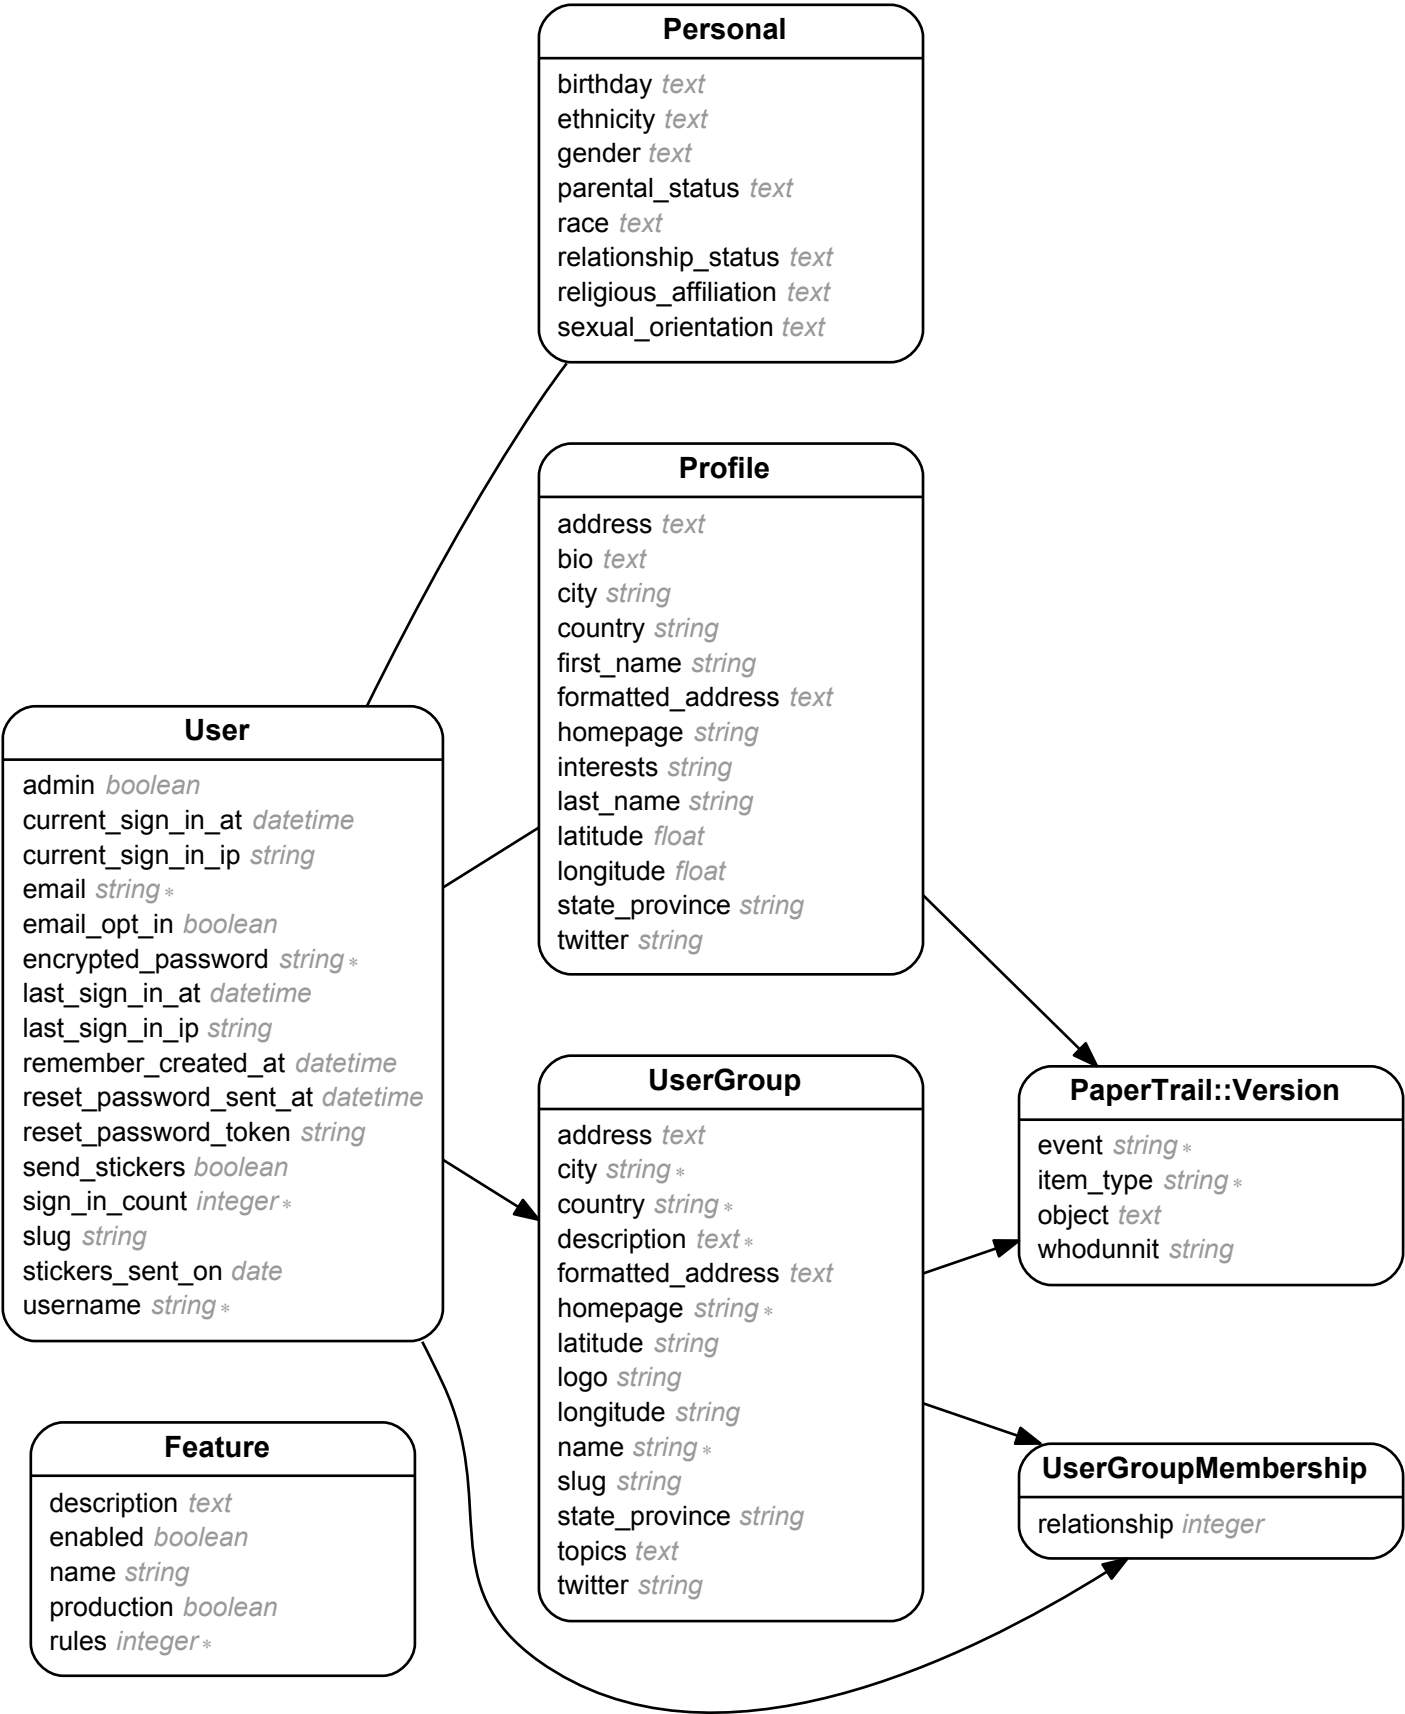 Personal
birthday text
ethnicity text
gender text
parental_status text
race text
relationship_status text
religious_affiliation text
sexual_orientation text
Profile
address text
bio text
city string
country string
first_name string
formatted_address text
homepage string
interests string
last_name string
latitude float
longitude float
state_province string
twitter string
User
admin boolean
current_sign_in_at datetime
current_sign_in_ip string
email string *
email_opt_in boolean
encrypted_password string *
last_sign_in_at datetime
last_sign_in_ip string
remember_created_at datetime
reset_password_sent_at datetime
reset_password_token string
send_stickers boolean
sign_in_count integer *
slug string
stickers_sent_on date
username string *
UserGroup
address text
city string *
country string *
description text *
formatted_address text
homepage string *
latitude string
logo string
longitude string
name string *
slug string
state_province string
topics text
twitter string
PaperTrail::Version
event string *
item_type string *
object text
whodunnit string
Feature
description text
enabled boolean
name string
production boolean
rules integer *
UserGroupMembership
relationship integer